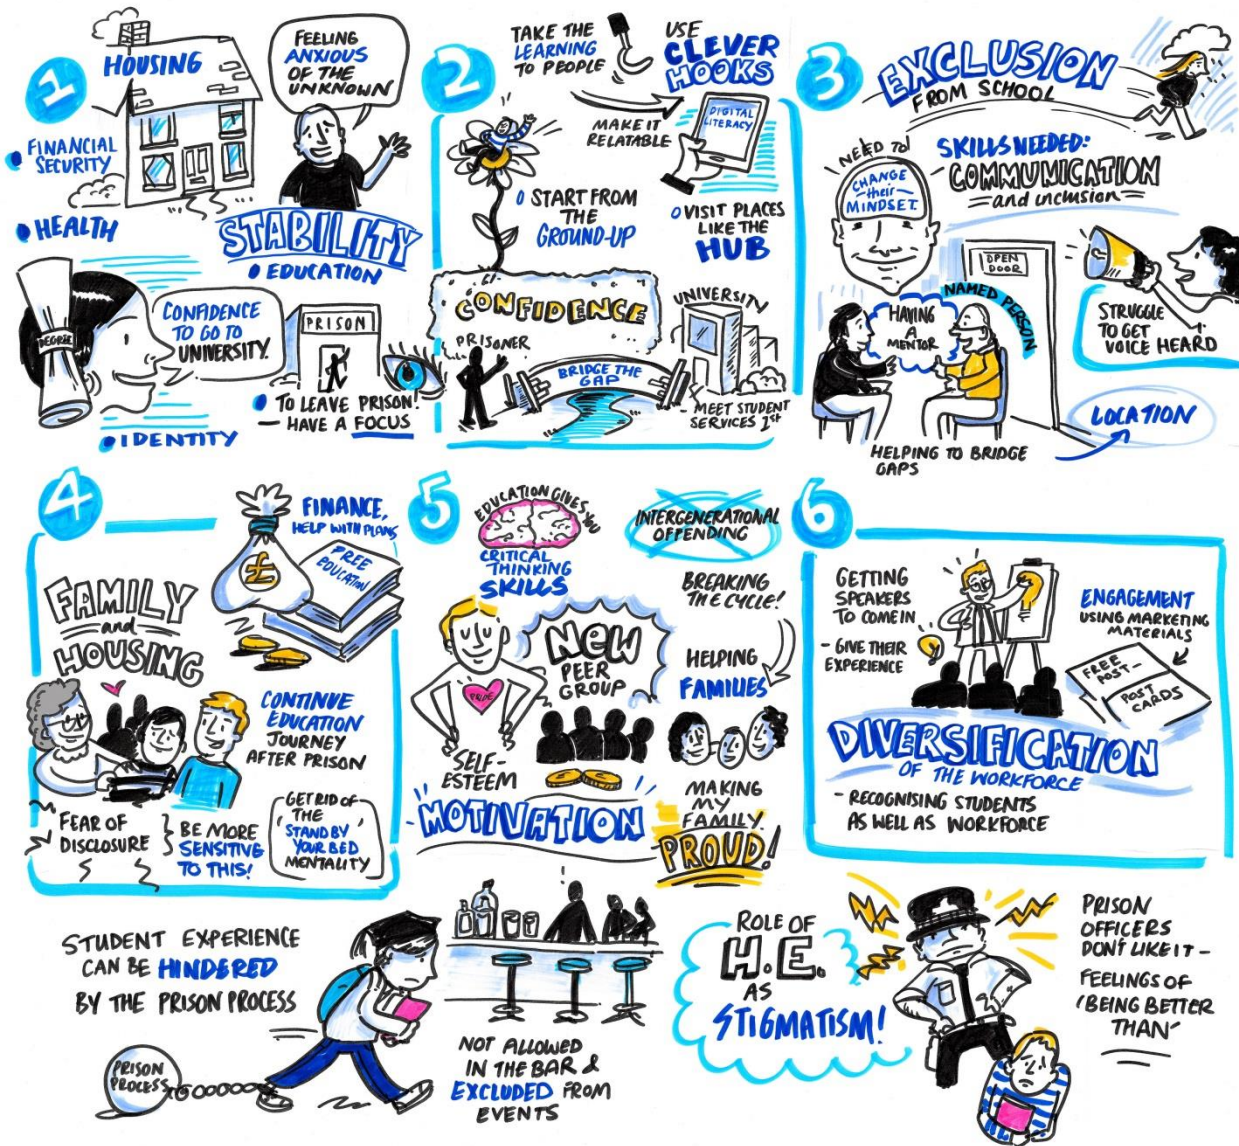 1
HOUSING
FINANCIAL
SECURITY
HEALTH
FEELING
ANXIOUS
OF THE
UNKNOWN
STABILITY
EDUCATION
DEGREE
CONFIDENCE
TO GO TO
UNIVERSITY.
IDENTITY
PRISON
TO LEAVE PRISON!
— HAVE A FOCUS
2
TAKE THE
LEARNING
TO PEOPLE
USE
CLEVER
HOOKS
MAKE IT
RELATABLE
DIGITAL
LITERACY
START FROM
THE
GROUND-UP
VISIT PLACES
LIKE THE
HUB
CONFIDENCE
PRISONER
BRIDGE THE
GAP
UNIVERSITY
- MEET STUDENT
SERVICES 1st
3
EXCLUSION
FROM SCHOOL
NEED TO
CHANGE
their
MINDSET
SKILLS NEEDED:
COMMUNICATION
and inclusion
OPEN
DOOR
NAMED PERSON
HAVING
A
MENTOR
STRUGGLE
TO GET
VOICE HEARD
HELPING TO BRIDGE
GAPS
LOCATION
4
FINANCE,
HELP WITH PLANS
£
FREE
EDUCATION
FAMILY
and
HOUSING
CONTINUE
EDUCATION
JOURNEY
AFTER PRISON
FEAR OF
DISCLOSURE
BE MORE
SENSITIVE
TO THIS!
GET RID OF
THE
'STAND BY
YOUR BED'
MENTALITY
5
EDUCATION GIVES YOU
CRITICAL
THINKING
SKILLS
INTERGENERATIONAL
OFFENDING
BREAKING
THE CYCLE!
PRIDE
NEW
PEER
GROUP
HELPING
FAMILIES
SELF-
ESTEEM
MOTIVATION
MAKING
MY
FAMILY
PROUD!
6
GETTING
SPEAKERS
TO COME IN
- GIVE THEIR
EXPERIENCE
?
ENGAGEMENT
USING MARKETING
MATERIALS
FREE
POST-
POST
CARDS
DIVERSIFICATION
OF THE WORKFORCE
- RECOGNISING STUDENTS
AS WELL AS WORKFORCE
STUDENT EXPERIENCE
CAN BE HINDERED
BY THE PRISON PROCESS
PRISON
PROCESS
NOT ALLOWED
IN THE BAR &
EXCLUDED FROM
EVENTS
ROLE OF
H.E.
AS
STIGMATISM!
PRISON
OFFICERS
DON'T LIKE IT -
FEELINGS OF
'BEING BETTER
THAN'